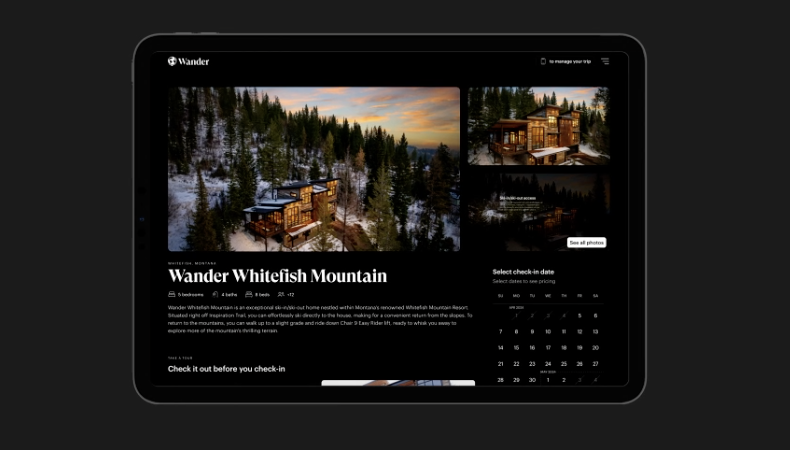 Wander
to manage your trip
Ski-in/ski-out access
See all photos
WHITEFISH, MONTANA
Wander Whitefish Mountain
5 bedrooms 4 baths 6 beds +12
Wander Whitefish Mountain is an exceptional ski-in/ski-out home nestled within Montana's renowned Whitefish Mountain Resort.
Situated right off Inspiration Trail, you can effortlessly ski directly to the house, making for a convenient return from the slopes. To
return to the mountains, you can walk up to a slight grade and ride down Chair 3 Easy Rider lift, ready to whisk you away to
explore more of the mountain's thrilling terrain.
TAKE A TOUR
Check it out before you check-in
Select check-in date
Select dates to see pricing
SU MO TU WE TH FR SA
APR 2024
5 6
7 8 9 10 11 12 13
14 15 16 17 18 19 20
21 22 23 24 25 26 27
MAY 2024
28 29 30 1 2 3 4